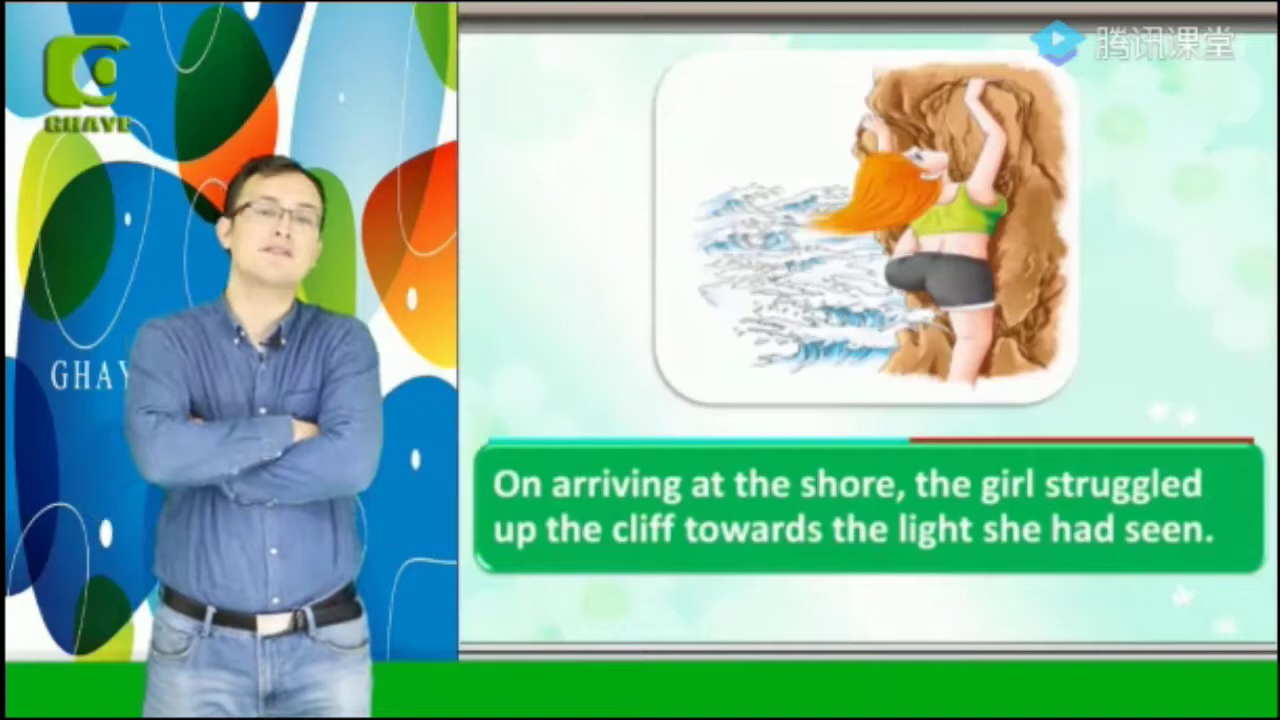 腾讯课堂
GHAYE
GHAY
On arriving at the shore, the girl struggled
up the cliff towards the light she had seen.